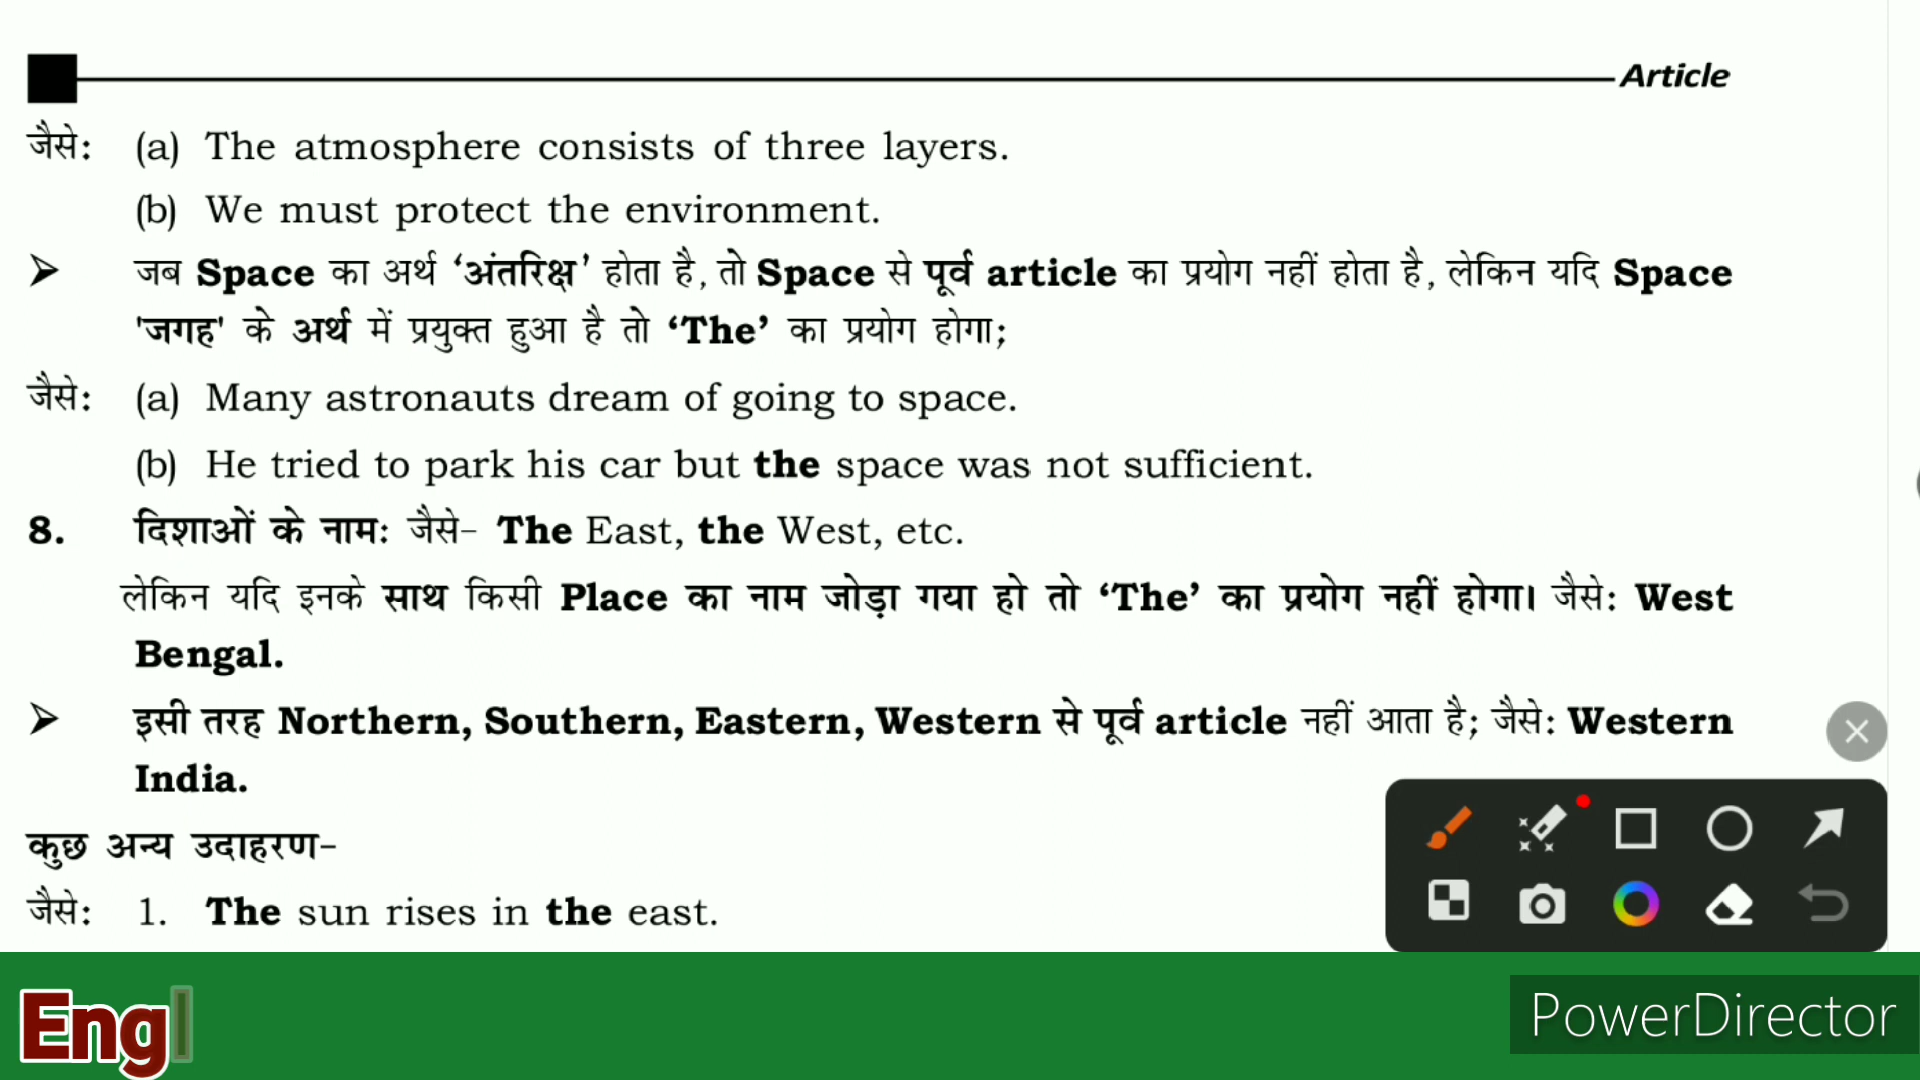 Article
जैसे: (a) The atmosphere consists of three layers.
(b) We must protect the environment.
➤ जब Space का अर्थ ‘अंतरिक्ष’ होता है, तो Space से पूर्व article का प्रयोग नहीं होता है, लेकिन यदि Space
'जगह' के अर्थ में प्रयुक्त हुआ है तो ‘The’ का प्रयोग होगा;
जैसे: (a) Many astronauts dream of going to space.
(b) He tried to park his car but the space was not sufficient.
8. दिशाओं के नाम: जैसे- The East, the West, etc.
लेकिन यदि इनके साथ किसी Place का नाम जोड़ा गया हो तो ‘The’ का प्रयोग नहीं होगा। जैसे: West
Bengal.
➤ इसी तरह Northern, Southern, Eastern, Western से पूर्व article नहीं आता है; जैसे: Western
India.
कुछ अन्य उदाहरण-
जैसे: 1. The sun rises in the east.
Engl
PowerDirector